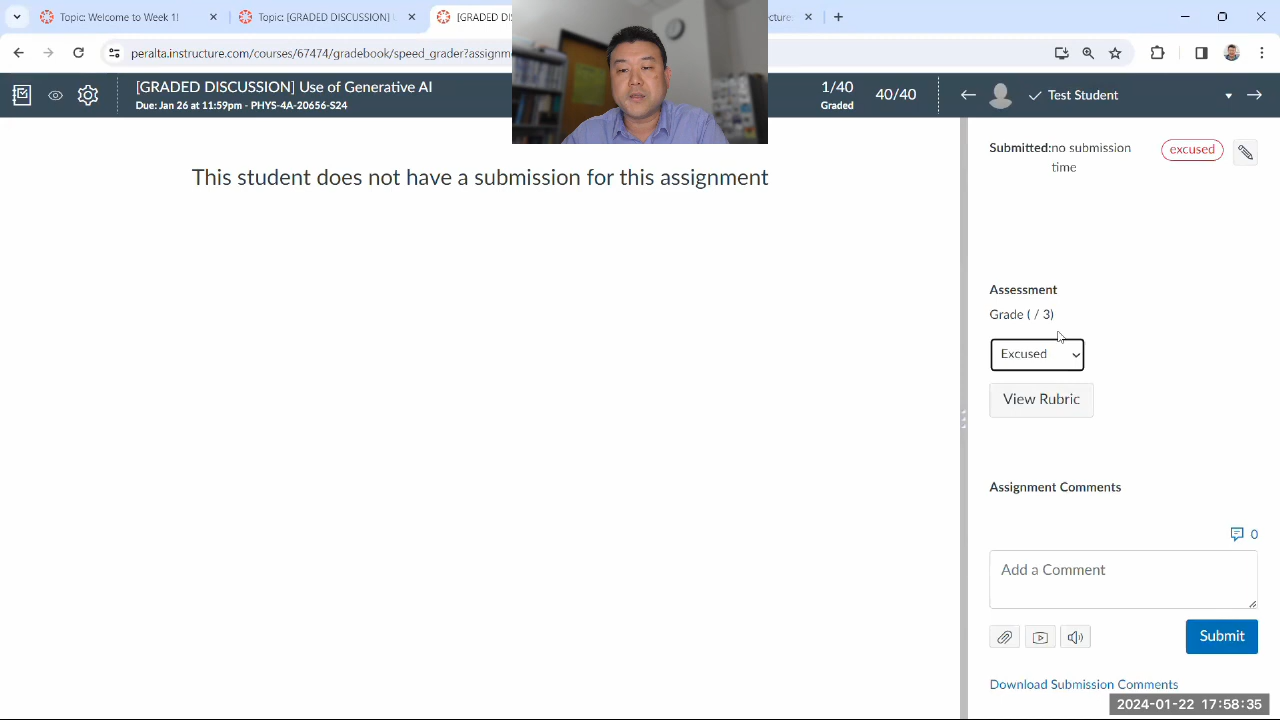 Topic: Welcome to Week 1!
Topic: [GRADED DISCUSSION] U
[GRADED DISCUSSION
ecture
peralta.instructure.com/courses/67474/gradebook/speed_grader?assignm
[GRADED DISCUSSION] Use of Generative AI
Due: Jan 26 at 11:59pm - PHYS-4A-20656-S24
1/40
Graded
40/40
Test Student
This student does not have a submission for this assignment
Submitted:no submission
time
excused
Assessment
Grade ( / 3)
Excused
View Rubric
Assignment Comments
0
Add a Comment
Submit
Download Submission Comments
2024-01-22 17:58:35